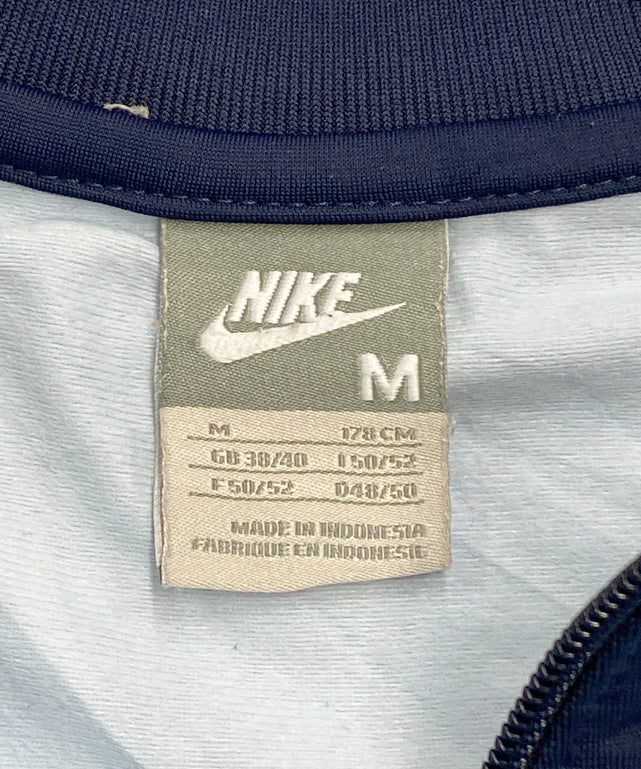 NIKE
M
M 178 CM
GB 38/40 I 50/52
F 50/52 D 48/50
MADE IN INDONESIA
FABRIQUE EN INDONESIE